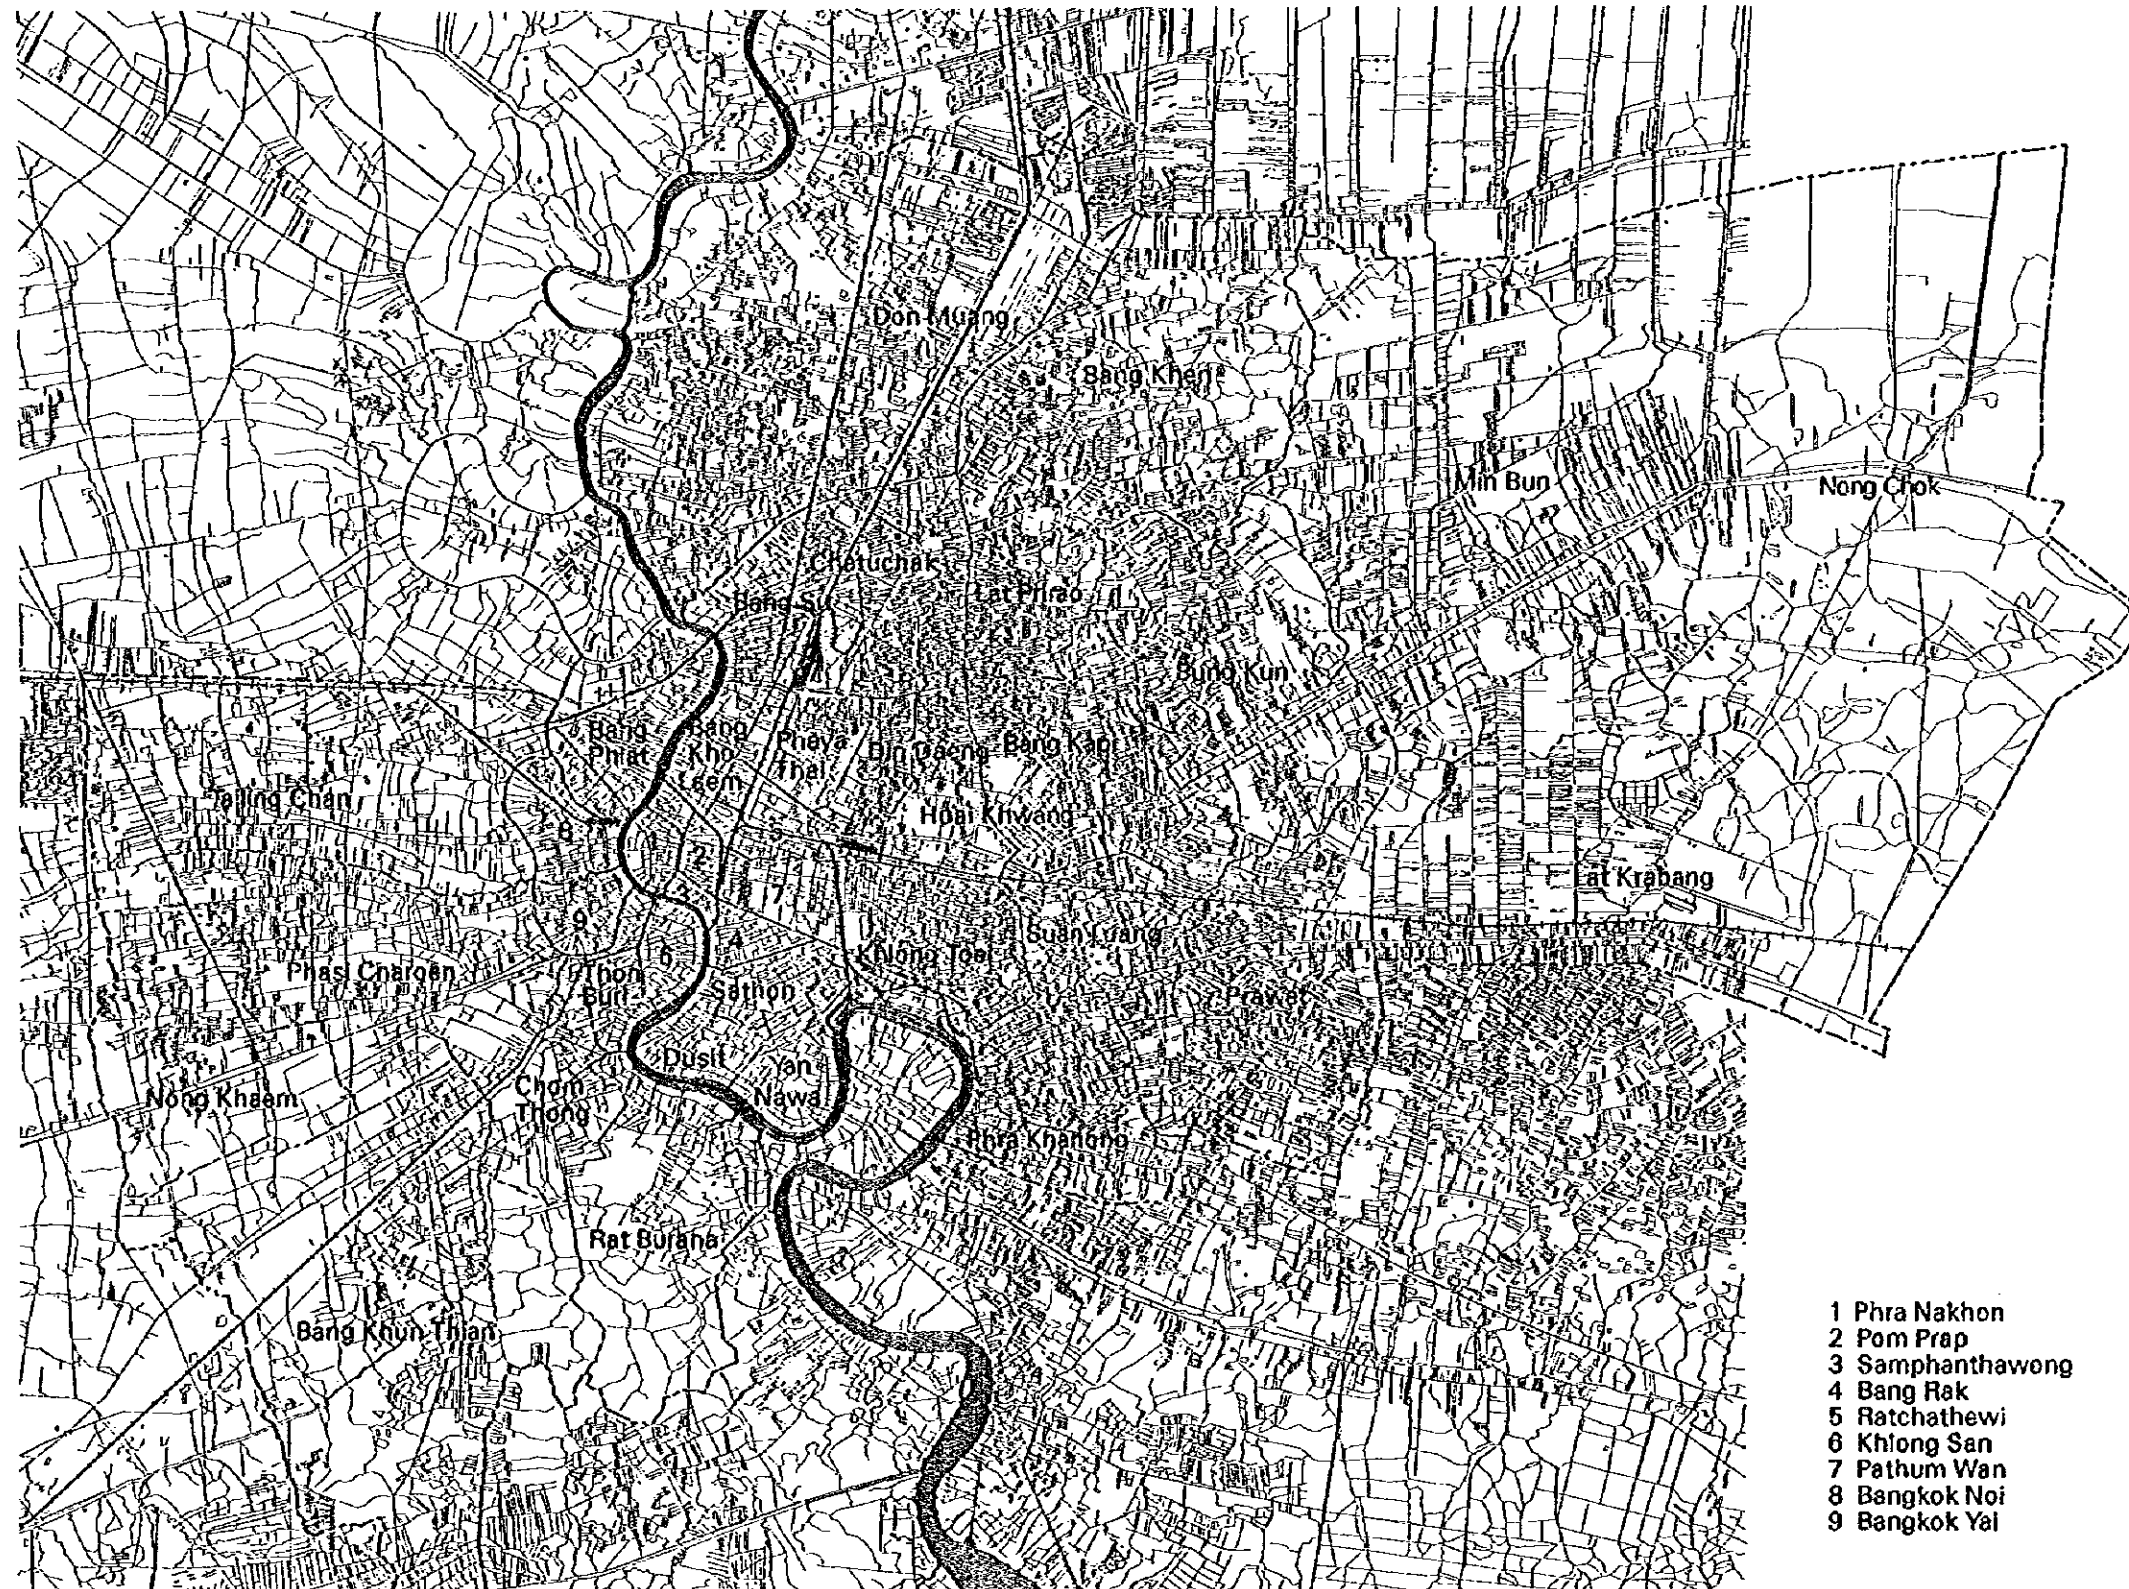 Don Muang
Bang Khen
Min Bun
Nong Chok
Chatuchak
Lat Phrao
Bang Su
Bung Kun
Bang
Phlat
Bang
Kho
Laem
Phaya
Thai
Din Daeng
Bang Kapi
Taling Chan
Huai Khwang
8
1
2
5
Lat Krabang
3
7
9
6
4
Suan Luang
Khlong Toei
Phasi Charoen
Thon
Buri
Sathon
Prawet
Dusit
Yan
Nawa
Nong Khaem
Chom
Thong
Phra Khanong
Rat Burana
Bang Khun Thian
1 Phra Nakhon
2 Pom Prap
3 Samphanthawong
4 Bang Rak
5 Ratchathewi
6 Khlong San
7 Pathum Wan
8 Bangkok Noi
9 Bangkok Yai